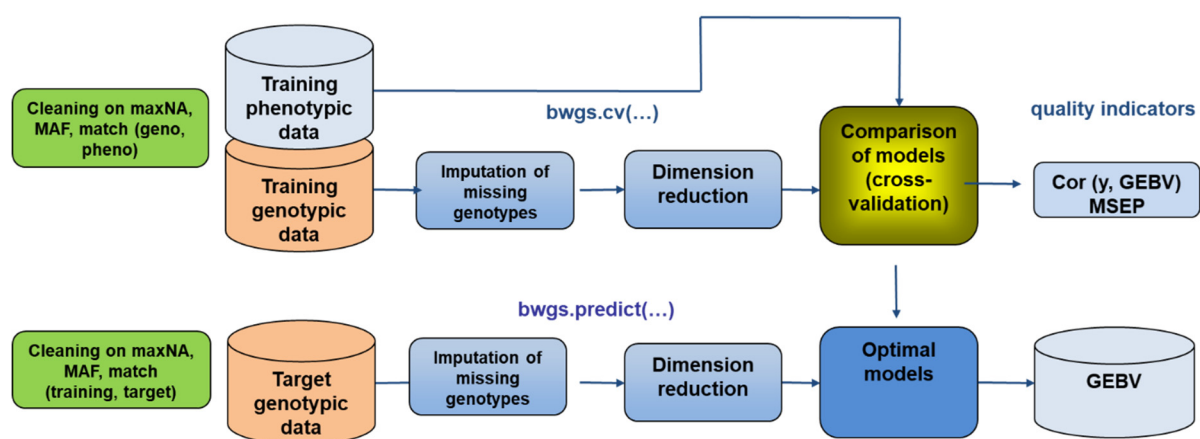 Cleaning on maxNA,
MAF, match (geno,
pheno)
Training
phenotypic
data
Training
genotypic
data
bwgs.cv(…)
Imputation of
missing
genotypes
Dimension
reduction
Comparison
of models
(cross-
validation)
quality indicators
Cor (y, GEBV)
MSEP
Cleaning on maxNA,
MAF, match
(training, target)
Target
genotypic
data
bwgs.predict(…)
Imputation of
missing
genotypes
Dimension
reduction
Optimal
models
GEBV